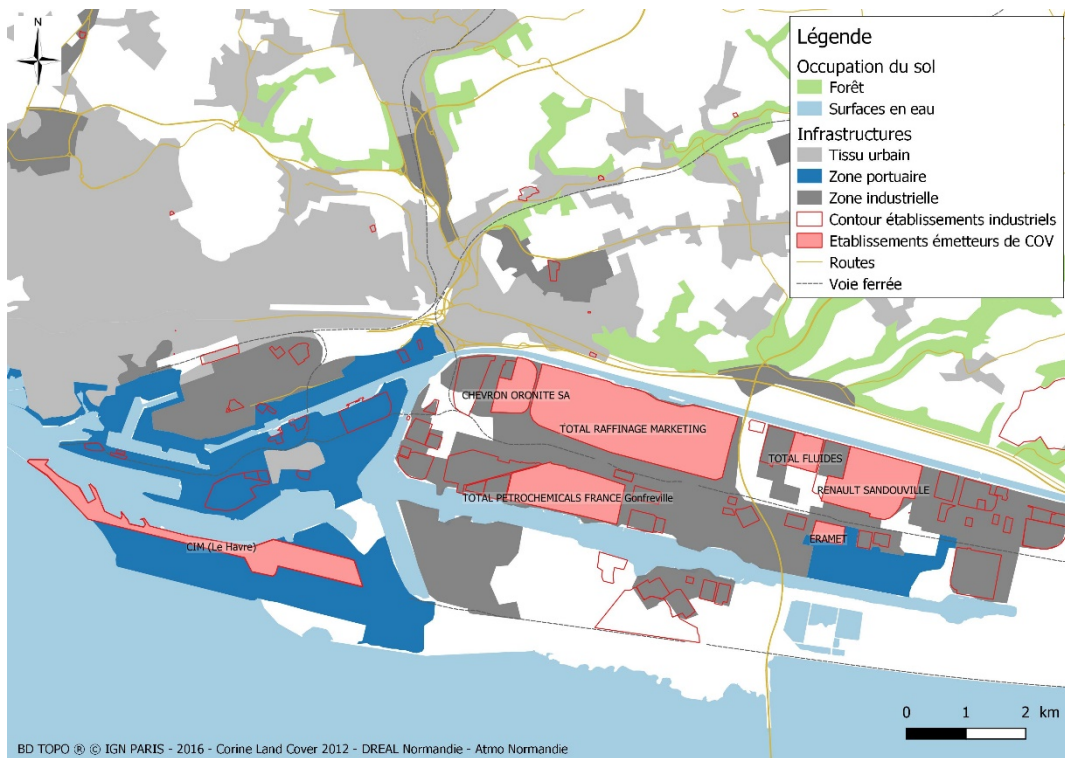 N
Légende
Occupation du sol
Forêt
Surfaces en eau
Infrastructures
Tissu urbain
Zone portuaire
Zone industrielle
Contour établissements industriels
Etablissements émetteurs de COV
Routes
Voie ferrée
CHEVRON ORONITE SA
TOTAL RAFFINAGE MARKETING
TOTAL FLUIDES
RENAULT SANDOUVILLE
TOTAL PETROCHEMICALS FRANCE Gonfreville
ERAMET
CIM (Le Havre)
0 1 2 km
BD TOPO ® © IGN PARIS - 2016 - Corine Land Cover 2012 - DREAL Normandie - Atmo Normandie